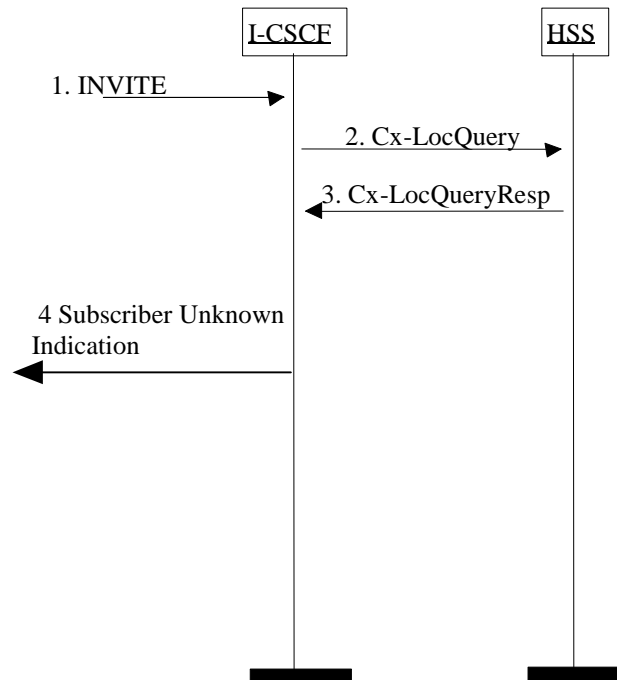 I-CSCF
HSS
1. INVITE
2. Cx-LocQuery
3. Cx-LocQueryResp
4 Subscriber Unknown
Indication